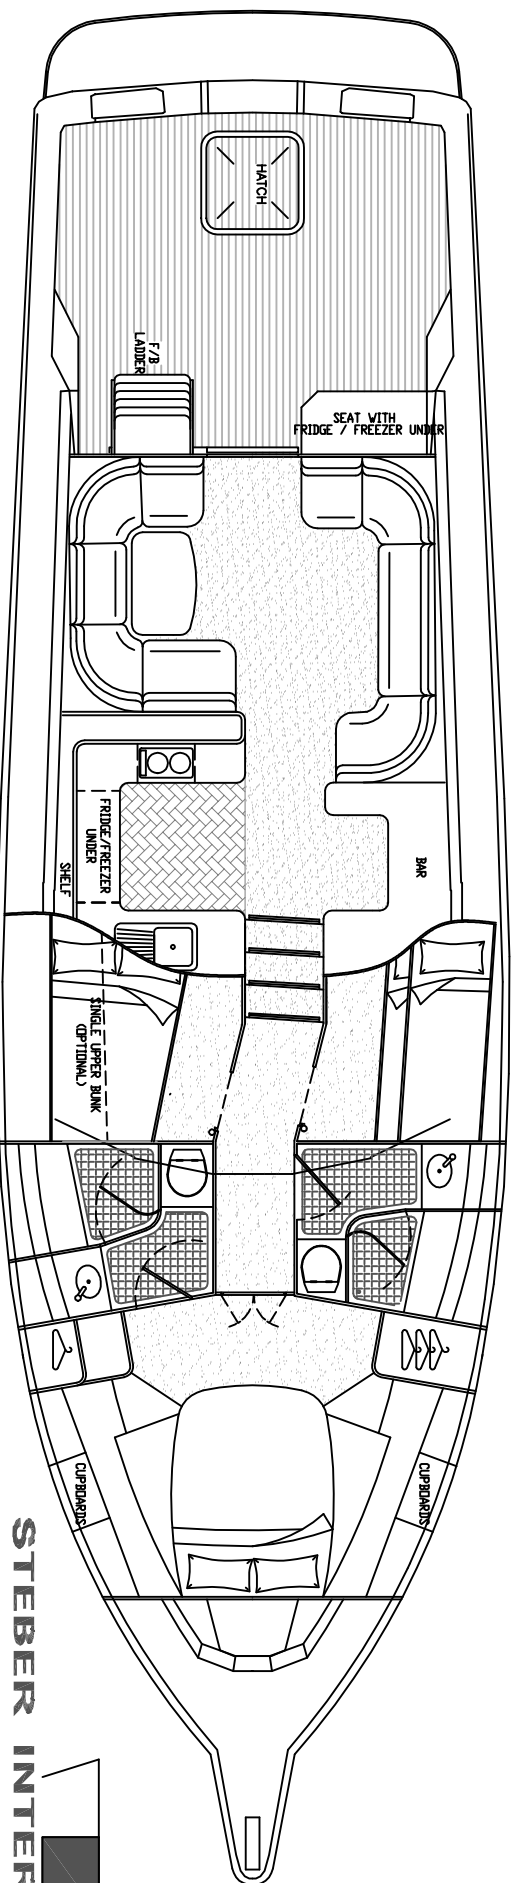 HATCH
F/B
LADDER
SEAT WITH
FRIDGE / FREEZER UNDER
FRIDGE/FREEZER
UNDER
SHELF
BAR
SINGLE UPPER BUNK
(OPTIONAL)
CUPBOARDS
CUPBOARDS
STEBER INTER